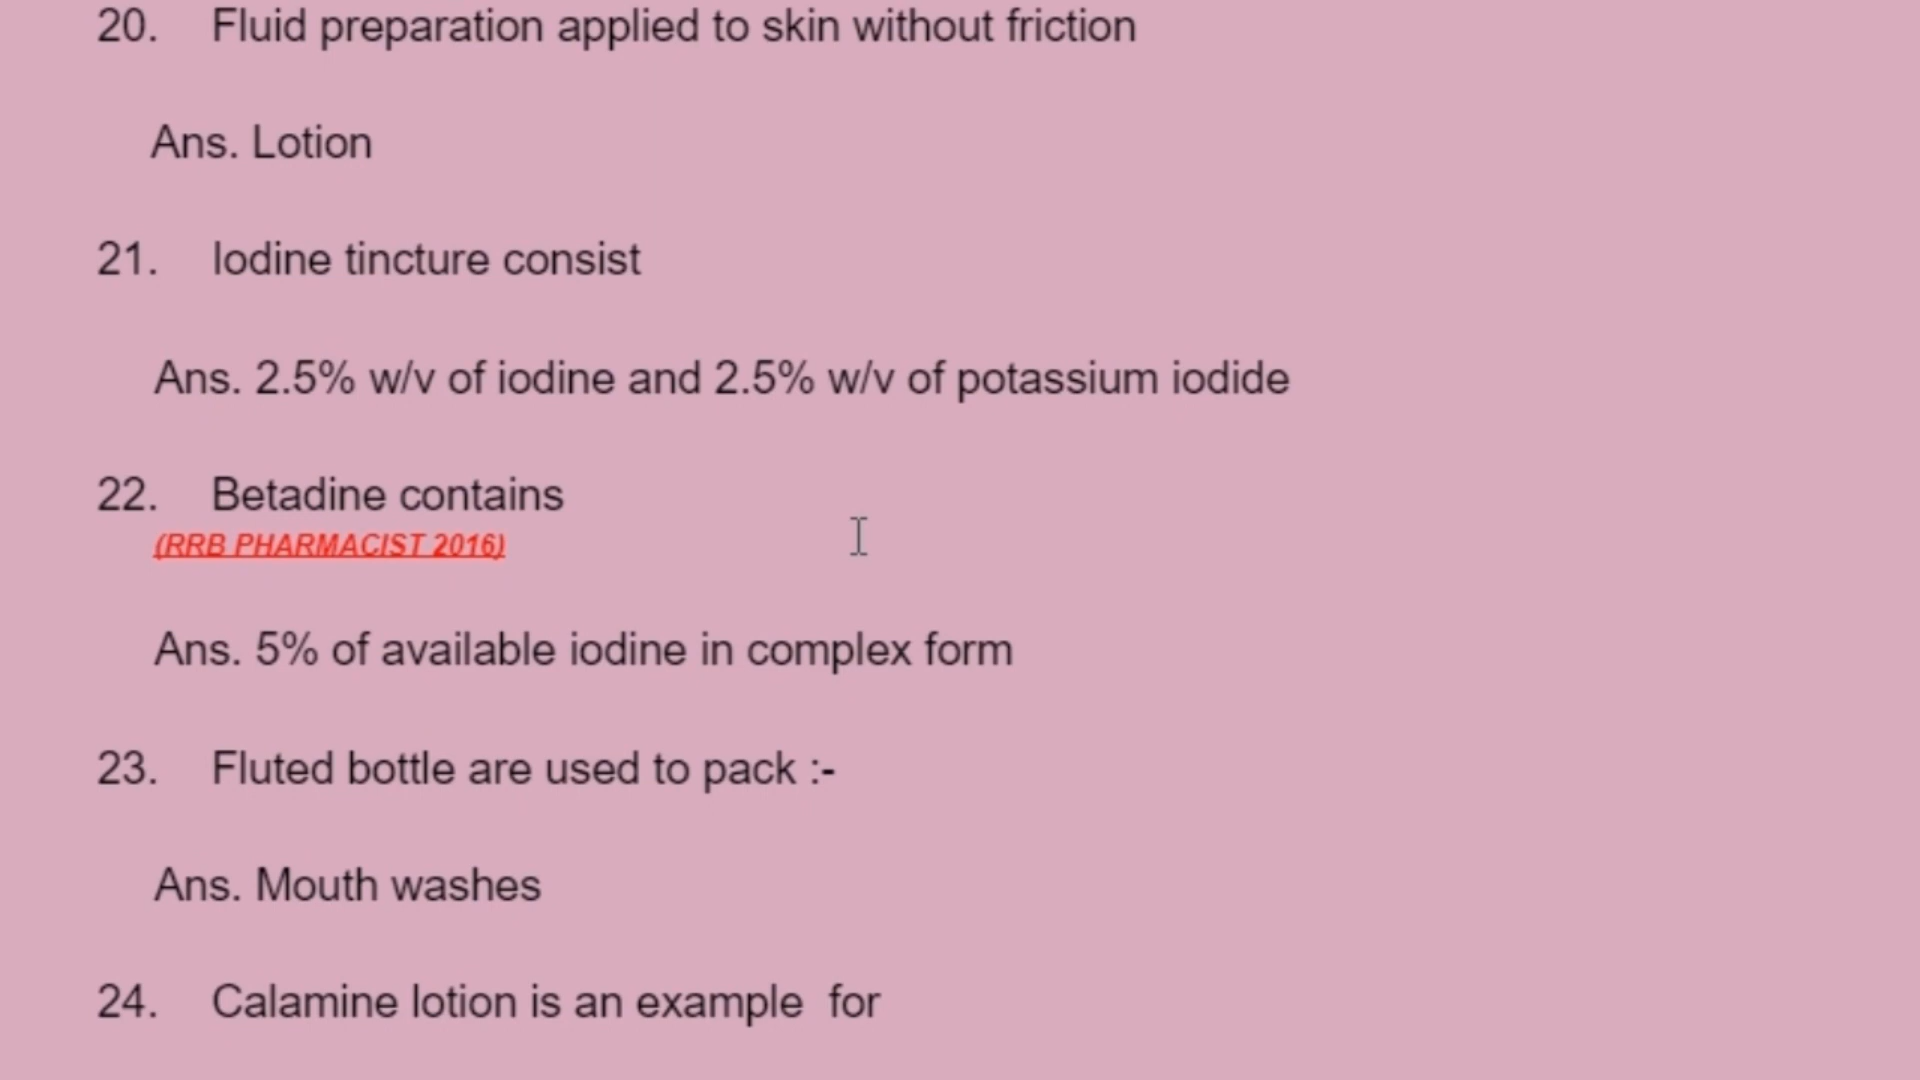 20. Fluid preparation applied to skin without friction
Ans. Lotion
21. Iodine tincture consist
Ans. 2.5% w/v of iodine and 2.5% w/v of potassium iodide
22. Betadine contains
(RRB PHARMACIST 2016)
Ans. 5% of available iodine in complex form
23. Fluted bottle are used to pack :-
Ans. Mouth washes
24. Calamine lotion is an example for